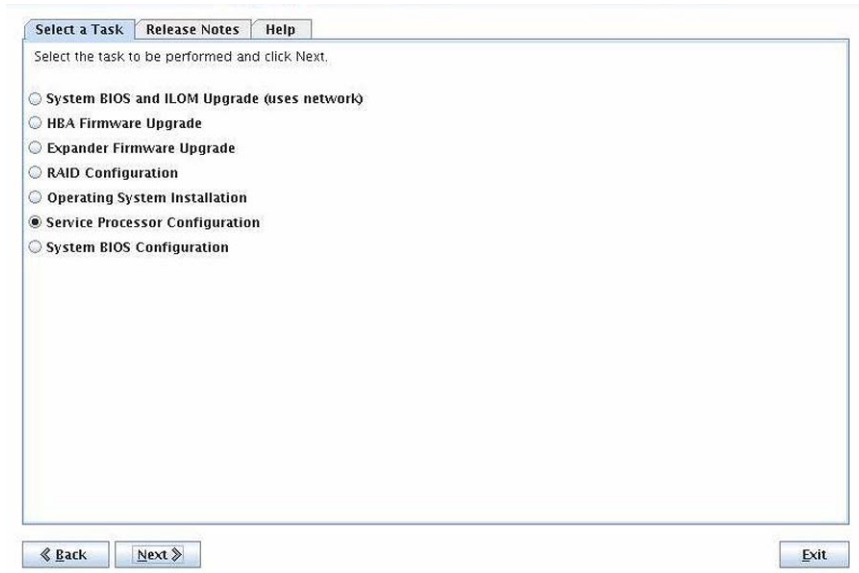 Select a Task Release Notes Help
Select the task to be performed and click Next.
System BIOS and ILOM Upgrade (uses network)
HBA Firmware Upgrade
Expander Firmware Upgrade
RAID Configuration
Operating System Installation
Service Processor Configuration
System BIOS Configuration
Back Next Exit